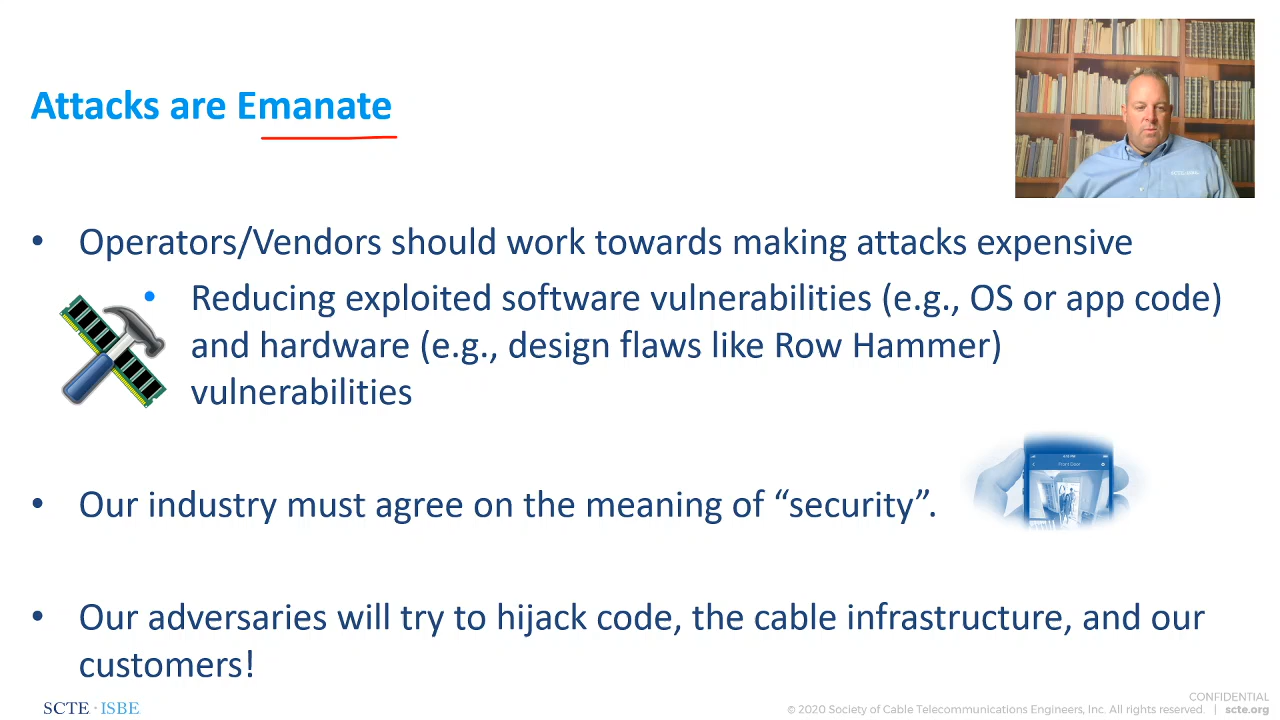 Attacks are Emanate
• Operators/Vendors should work towards making attacks expensive
• Reducing exploited software vulnerabilities (e.g., OS or app code)
and hardware (e.g., design flaws like Row Hammer)
vulnerabilities
Front Door
• Our industry must agree on the meaning of “security”.
• Our adversaries will try to hijack code, the cable infrastructure, and our
customers!
SCTE · ISBE
CONFIDENTIAL
© 2020 Society of Cable Telecommunications Engineers, Inc. All rights reserved. | scte.org